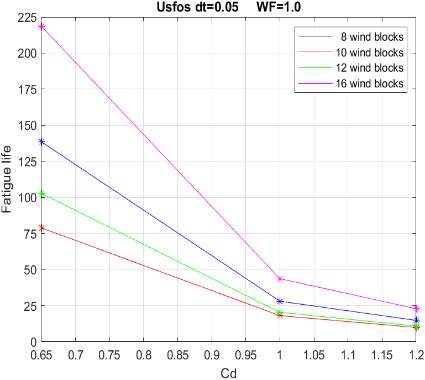 Usfos dt=0.05 WF=1.0
225
200
175
150
125
100
75
50
25
0
Fatigue life
8 wind blocks
10 wind blocks
12 wind blocks
16 wind blocks
0.65 0.7 0.75 0.8 0.85 0.9 0.95 1 1.05 1.1 1.15 1.2
Cd